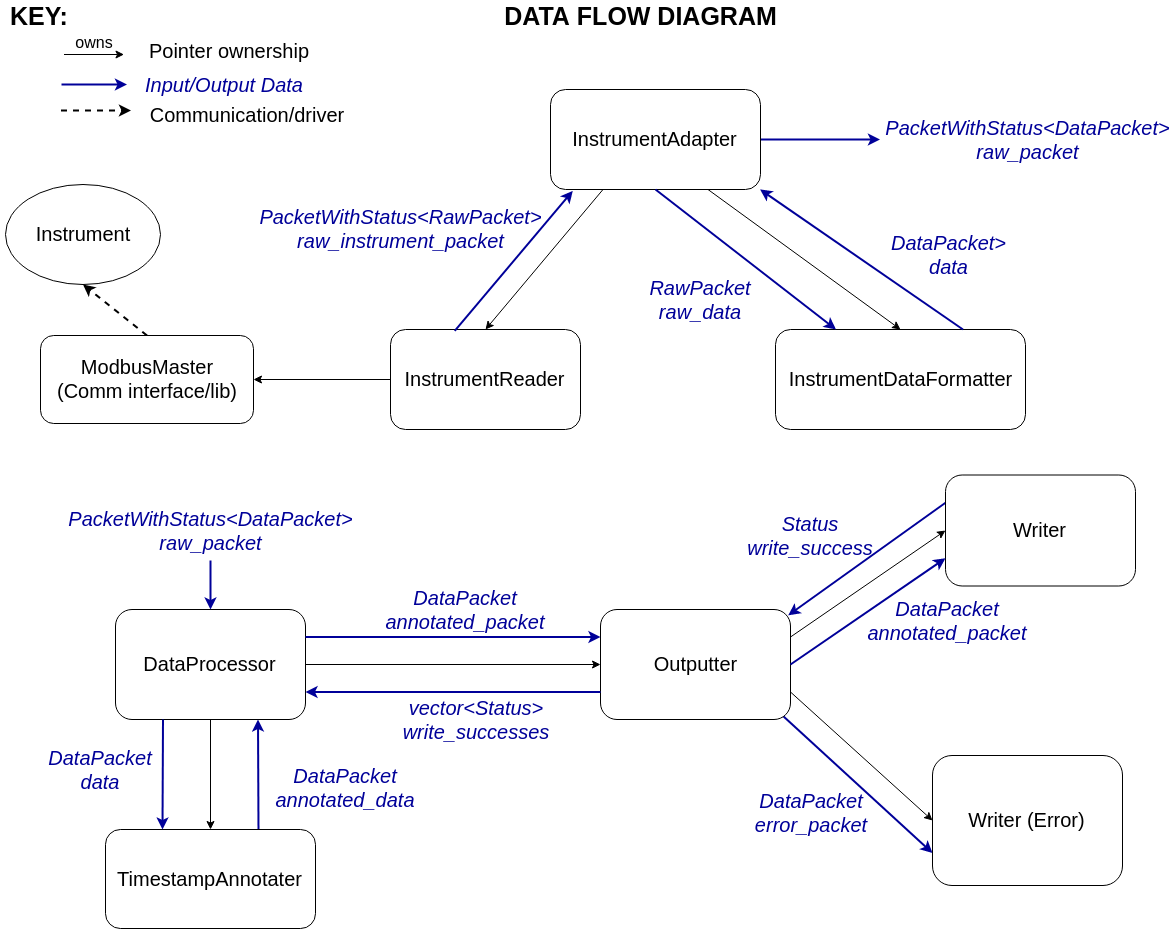 KEY:
DATA FLOW DIAGRAM
owns
Pointer ownership
Input/Output Data
Communication/driver
InstrumentAdapter
PacketWithStatus<DataPacket>
raw_packet
Instrument
PacketWithStatus<RawPacket>
raw_instrument_packet
DataPacket>
data
RawPacket
raw_data
ModbusMaster
(Comm interface/lib)
InstrumentReader
InstrumentDataFormatter
PacketWithStatus<DataPacket>
raw_packet
Status
write_success
Writer
DataPacket
annotated_packet
DataPacket
annotated_packet
DataProcessor
Outputter
vector<Status>
write_successes
DataPacket
data
DataPacket
annotated_data
DataPacket
error_packet
Writer (Error)
TimestampAnnotater